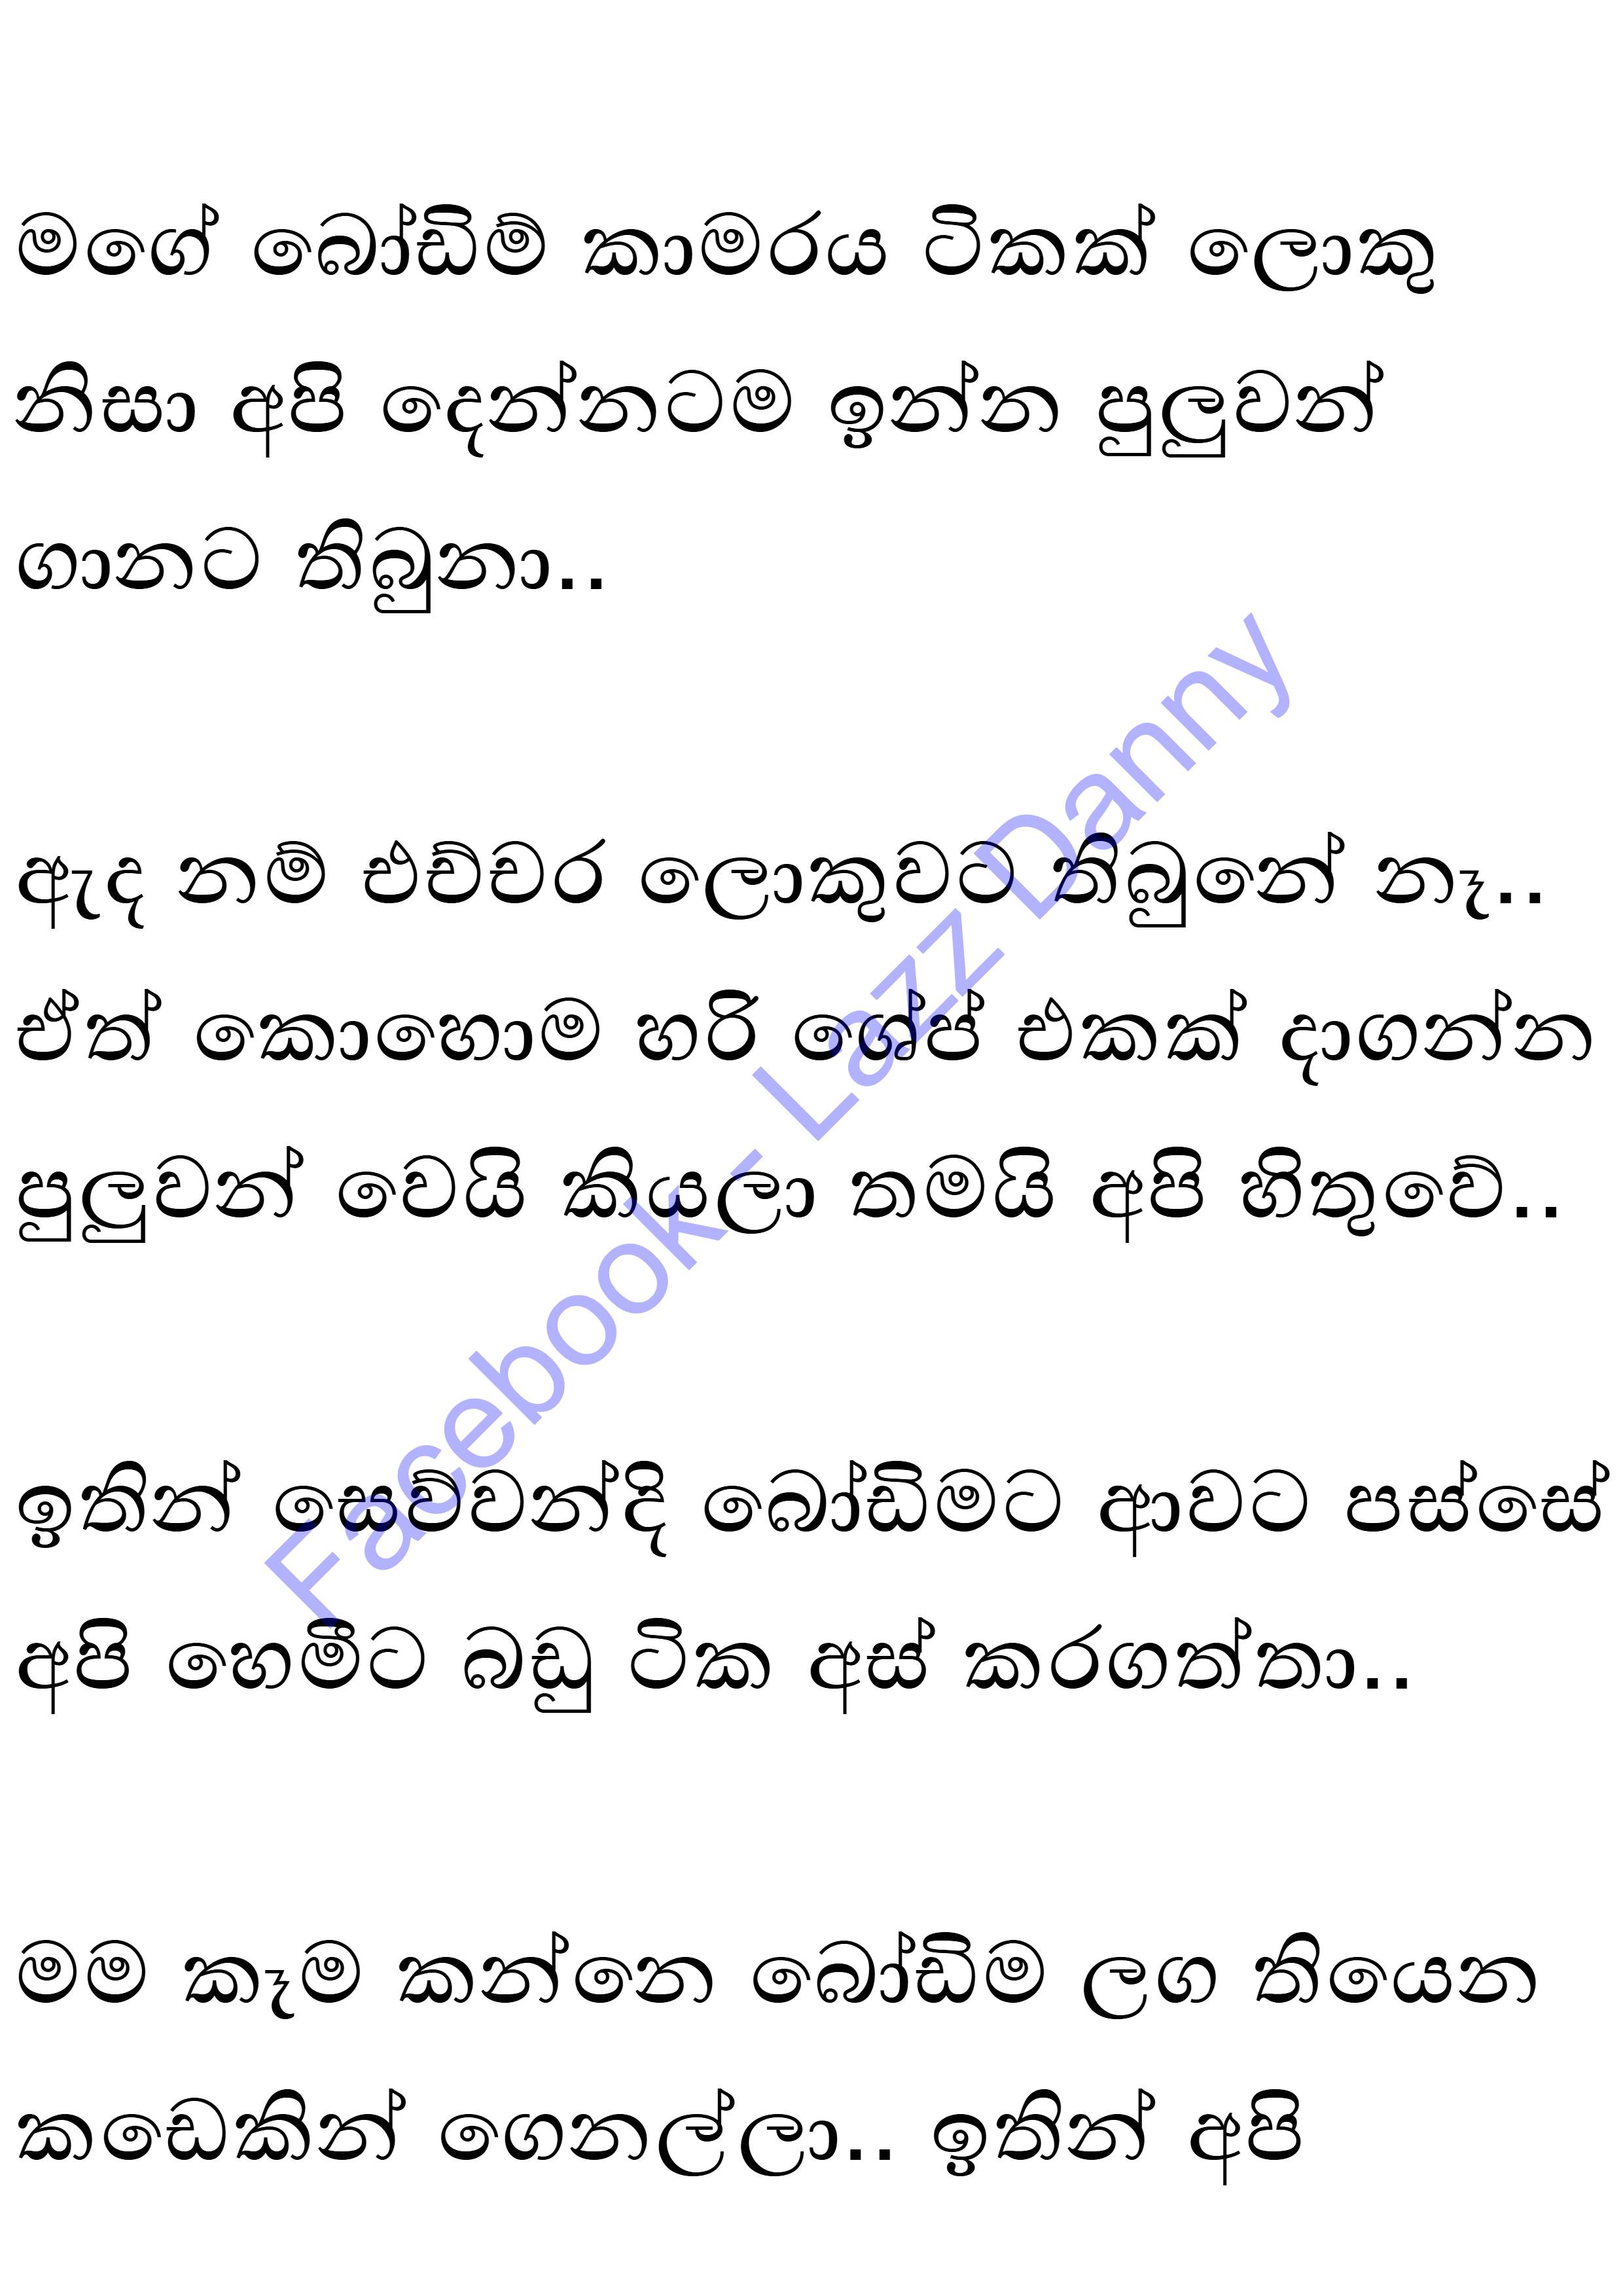 මගේ බෝඩිම් කාමරය ටිකක් ලොකු
නිසා අපි දෙන්නටම ඉන්න පුලුවන්
ගානට තිබුනා..
ඇද නම් එච්චර ලොකුවට තිබුනේ නෑ..
ඒත් කොහොම හරි ශේප් එකක් දාගන්න
පුලුවන් වෙයි කියලා තමයි අපි හිතුවේ..
ඉතින් සෙව්වන්දි බෝඩිමට ආවට පස්සේ
අපි හෙමීට බඩු ටික අස් කරගත්තා..
මම කෑම කන්නෙ බෝඩිම ලග තියෙන
කඩෙකින් ගෙනල්ලා.. ඉතින් අපි
Facebook- Lazz Danny